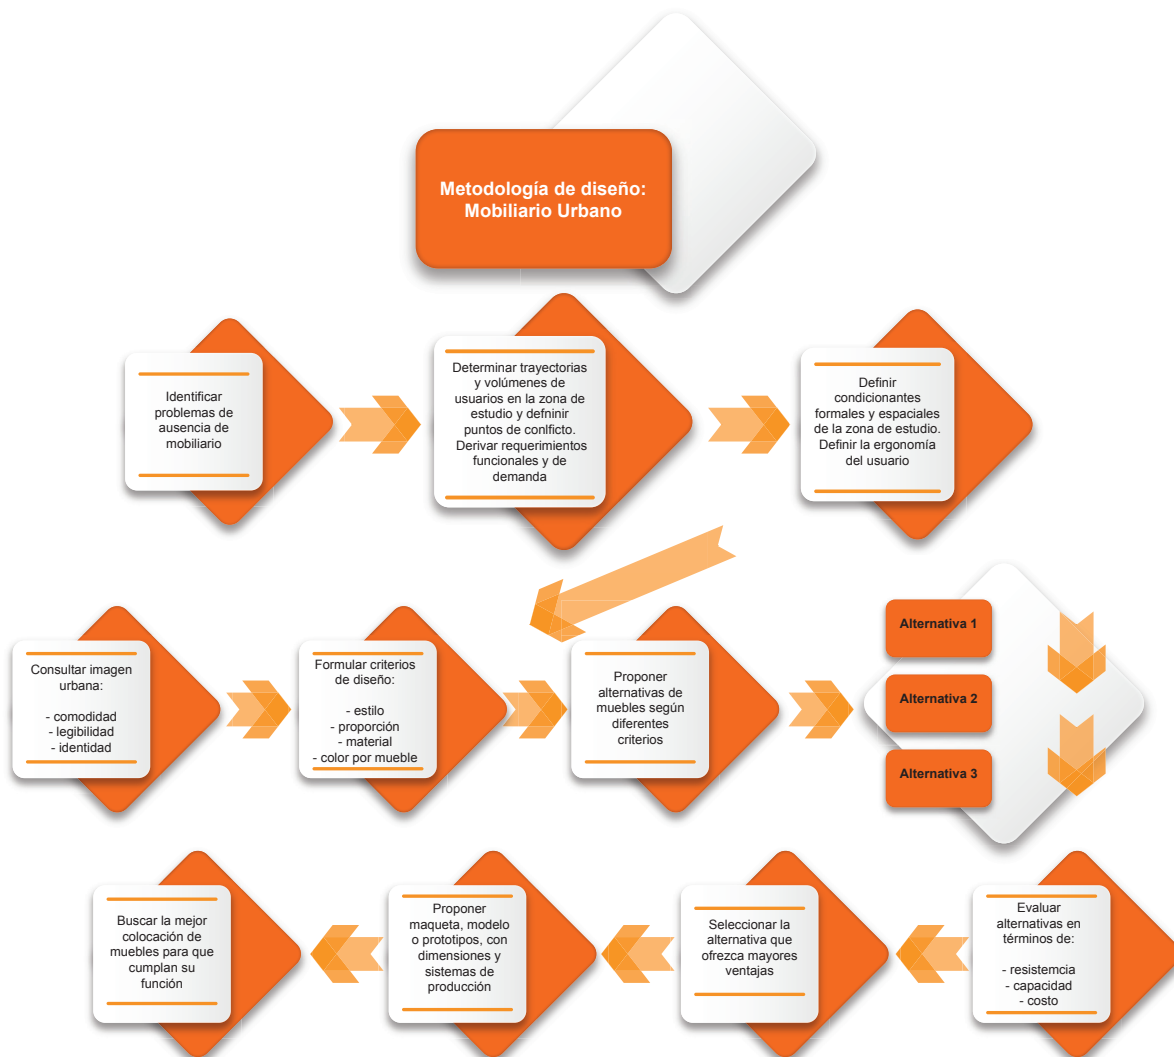 Metodología de diseño:
Mobiliario Urbano
Identificar
problemas de
ausencia de
mobiliario
Determinar trayectorias
y volúmenes de
usuarios en la zona de
estudio y defninir
puntos de conlficto.
Derivar requerimientos
funcionales y de
demanda
Definir
condicionantes
formales y espaciales
de la zona de estudio.
Definir la ergonomía
del usuario
Consultar imagen
urbana:
- comodidad
- legibilidad
- identidad
Formular criterios
de diseño:
- estilo
- proporción
- material
- color por mueble
Proponer
alternativas de
muebles según
diferentes
criterios
Alternativa 1
Alternativa 2
Alternativa 3
Buscar la mejor
colocación de
muebles para que
cumplan su
función
Proponer
maqueta, modelo
o prototipos, con
dimensiones y
sistemas de
producción
Seleccionar la
alternativa que
ofrezca mayores
ventajas
Evaluar
alternativas en
términos de:
- resistemcia
- capacidad
- costo